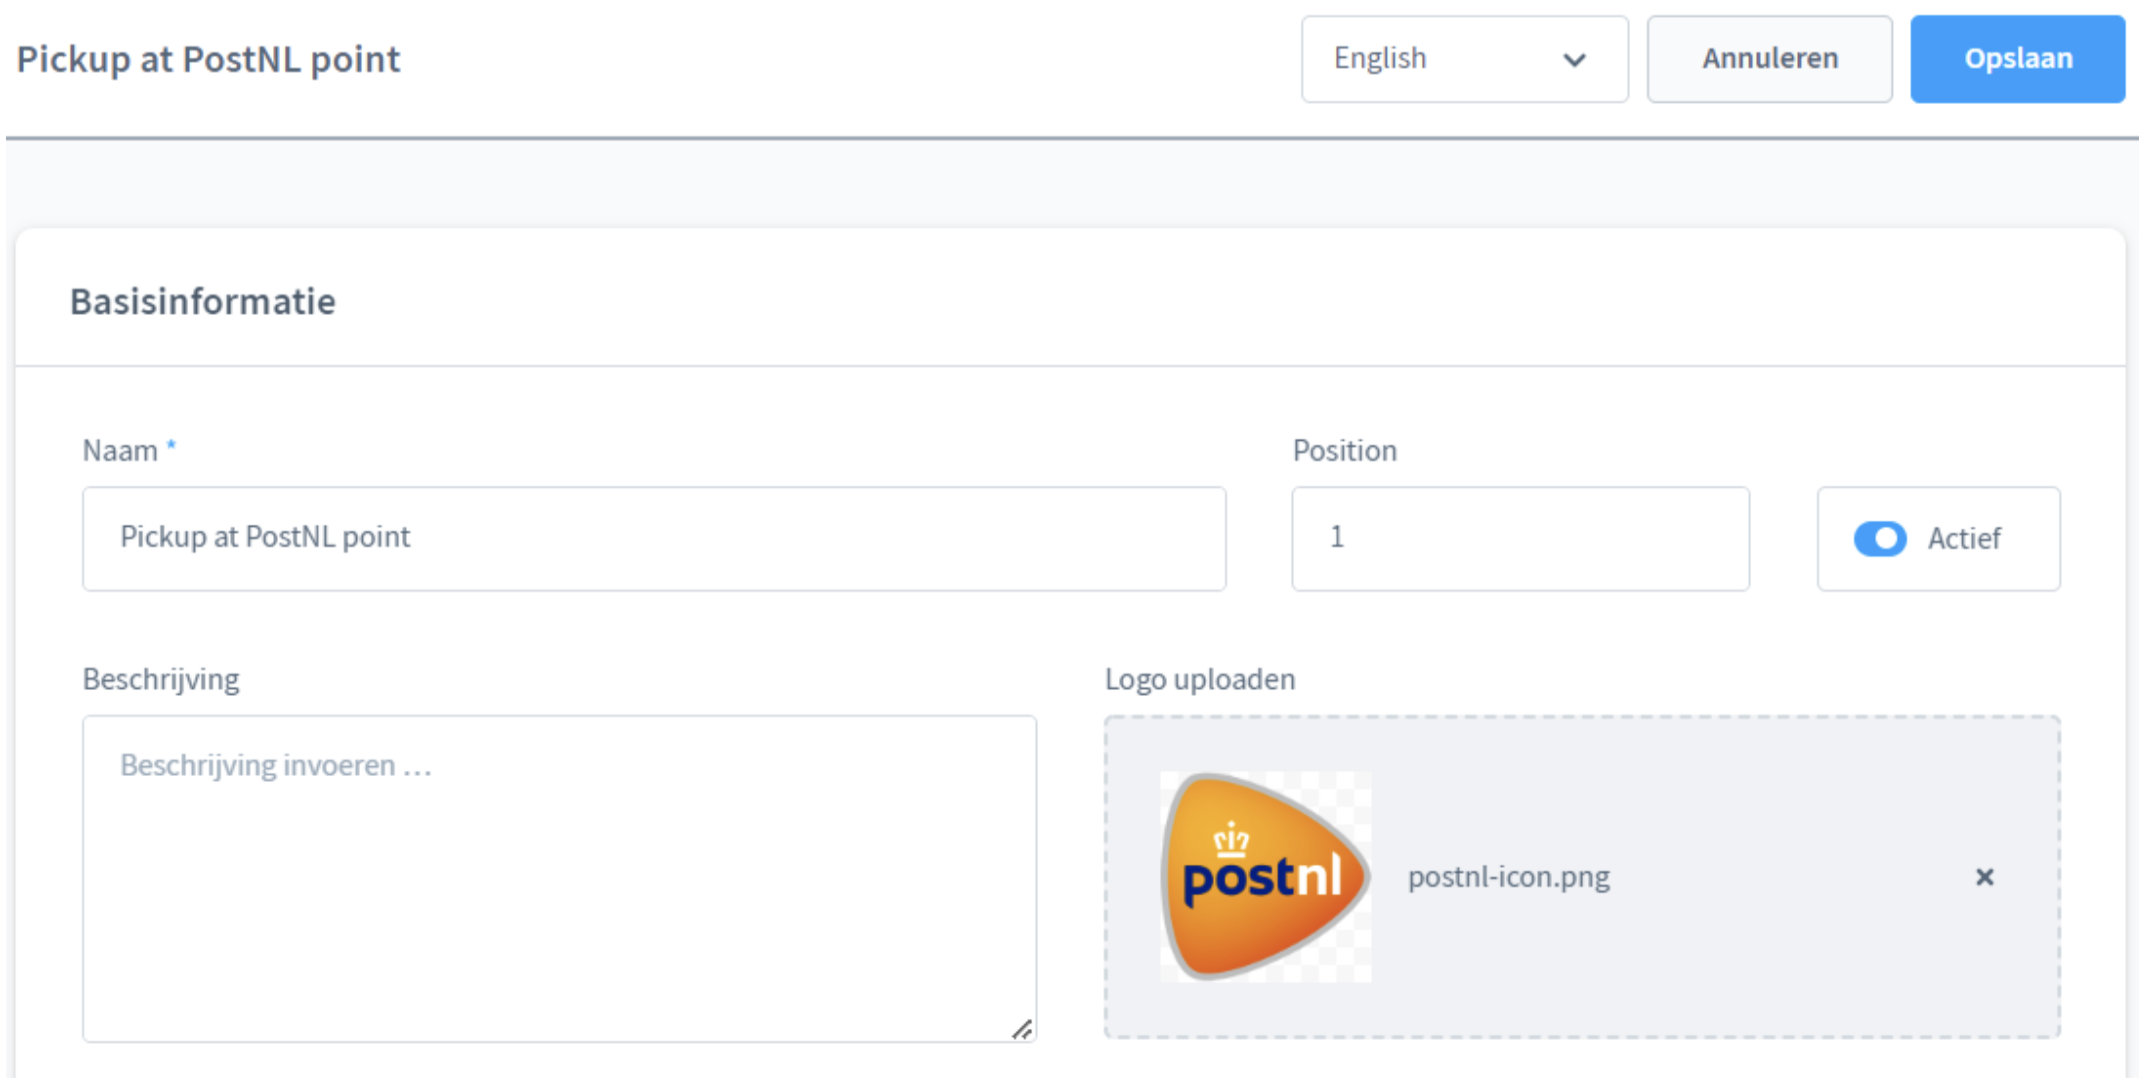 Pickup at PostNL point
English
Annuleren
Opslaan
Basisinformatie
Naam *
Position
Pickup at PostNL point
1
Actief
Beschrijving
Logo uploaden
Beschrijving invoeren ...
postnl
postnl-icon.png